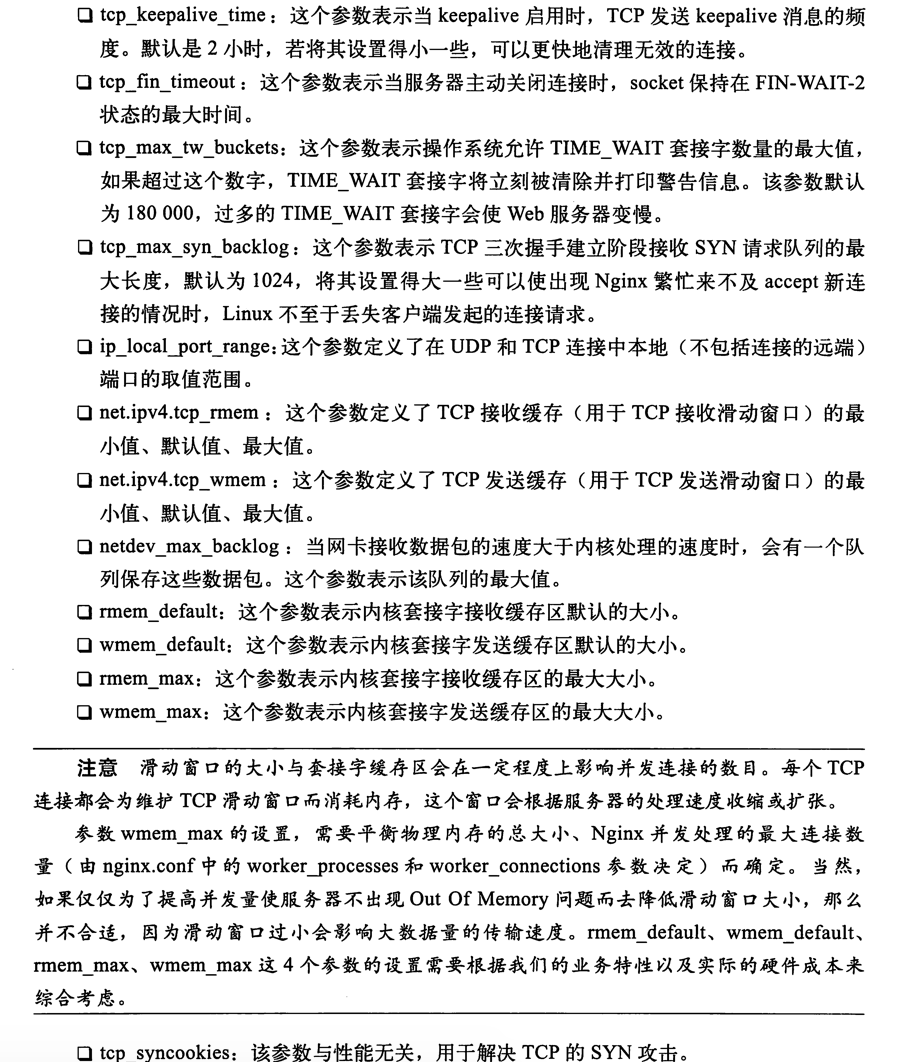 ❑ tcp_keepalive_time：这个参数表示当 keepalive 启用时，TCP 发送 keepalive 消息的频
度。默认是 2 小时，若将其设置得小一些，可以更快地清理无效的连接。
❑ tcp_fin_timeout：这个参数表示当服务器主动关闭连接时，socket 保持在 FIN-WAIT-2
状态的最大时间。
❑ tcp_max_tw_buckets：这个参数表示操作系统允许 TIME_WAIT 套接字数量的最大值，
如果超过这个数字，TIME_WAIT 套接字将立刻被清除并打印警告信息。该参数默认
为 180 000，过多的 TIME_WAIT 套接字会使 Web 服务器变慢。
❑ tcp_max_syn_backlog：这个参数表示 TCP 三次握手建立阶段接收 SYN 请求队列的最
大长度，默认为 1024，将其设置得大一些可以使出现 Nginx 繁忙来不及 accept 新连
接的情况时，Linux 不至于丢失客户端发起的连接请求。
❑ ip_local_port_range：这个参数定义了在 UDP 和 TCP 连接中本地（不包括连接的远端）
端口的取值范围。
❑ net.ipv4.tcp_rmem：这个参数定义了 TCP 接收缓存（用于 TCP 接收滑动窗口）的最
小值、默认值、最大值。
❑ net.ipv4.tcp_wmem：这个参数定义了 TCP 发送缓存（用于 TCP 发送滑动窗口）的最
小值、默认值、最大值。
❑ netdev_max_backlog：当网卡接收数据包的速度大于内核处理的速度时，会有一个队
列保存这些数据包。这个参数表示该队列的最大值。
❑ rmem_default：这个参数表示内核套接字接收缓存区默认的大小。
❑ wmem_default：这个参数表示内核套接字发送缓存区默认的大小。
❑ rmem_max：这个参数表示内核套接字接收缓存区的最大大小。
❑ wmem_max：这个参数表示内核套接字发送缓存区的最大大小。
注意 滑动窗口的大小与套接字缓存区会在一定程度上影响并发连接的数目。每个 TCP
连接都会为维护 TCP 滑动窗口而消耗内存，这个窗口会根据服务器的处理速度收缩或扩张。
参数 wmem_max 的设置，需要平衡物理内存的总大小、Nginx 并发处理的最大连接数
量（由 nginx.conf 中的 worker_processes 和 worker_connections 参数决定）而确定。当然，
如果仅仅为了提高并发量使服务器不出现 Out Of Memory 问题而去降低滑动窗口大小，那么
并不合适，因为滑动窗口过小会影响大数据量的传输速度。rmem_default、wmem_default、
rmem_max、wmem_max 这 4 个参数的设置需要根据我们的业务特性以及实际的硬件成本来
综合考虑。
❑ tcp_syncookies：该参数与性能无关，用于解决 TCP 的 SYN 攻击。